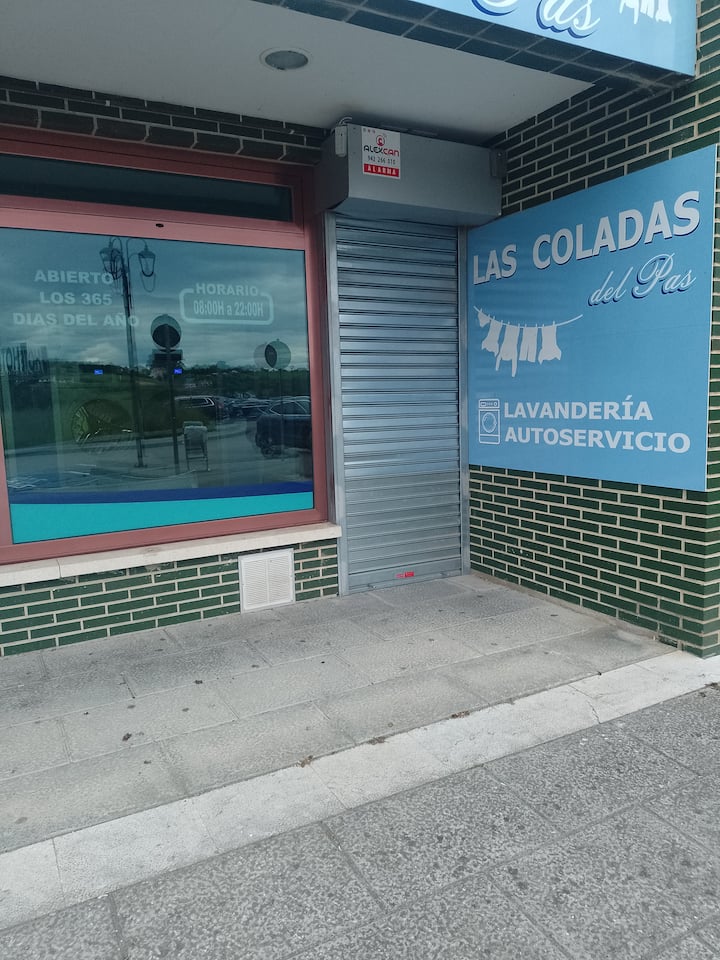 as
ALEXCAN
ALARMA
ABIERTO
LOS 365
DIAS DEL AÑO
HORARIO
08:00H a 22:00H
LAS COLADAS
del Pas
LAVANDERÍA
AUTOSERVICIO